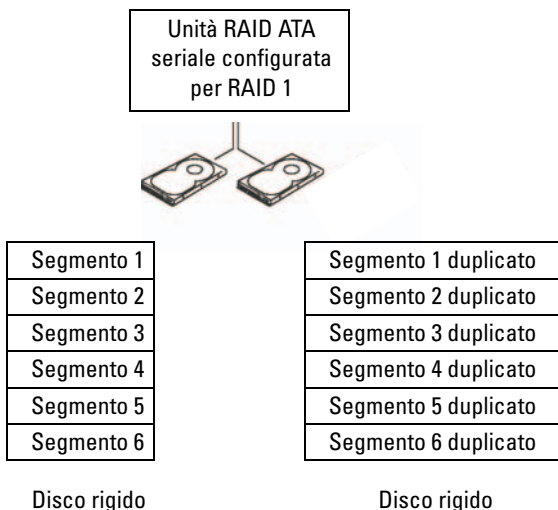 Unità RAID ATA
seriale configurata
per RAID 1
Segmento 1
Segmento 1 duplicato
Segmento 2
Segmento 2 duplicato
Segmento 3
Segmento 3 duplicato
Segmento 4
Segmento 4 duplicato
Segmento 5
Segmento 5 duplicato
Segmento 6
Segmento 6 duplicato
Disco rigido
Disco rigido